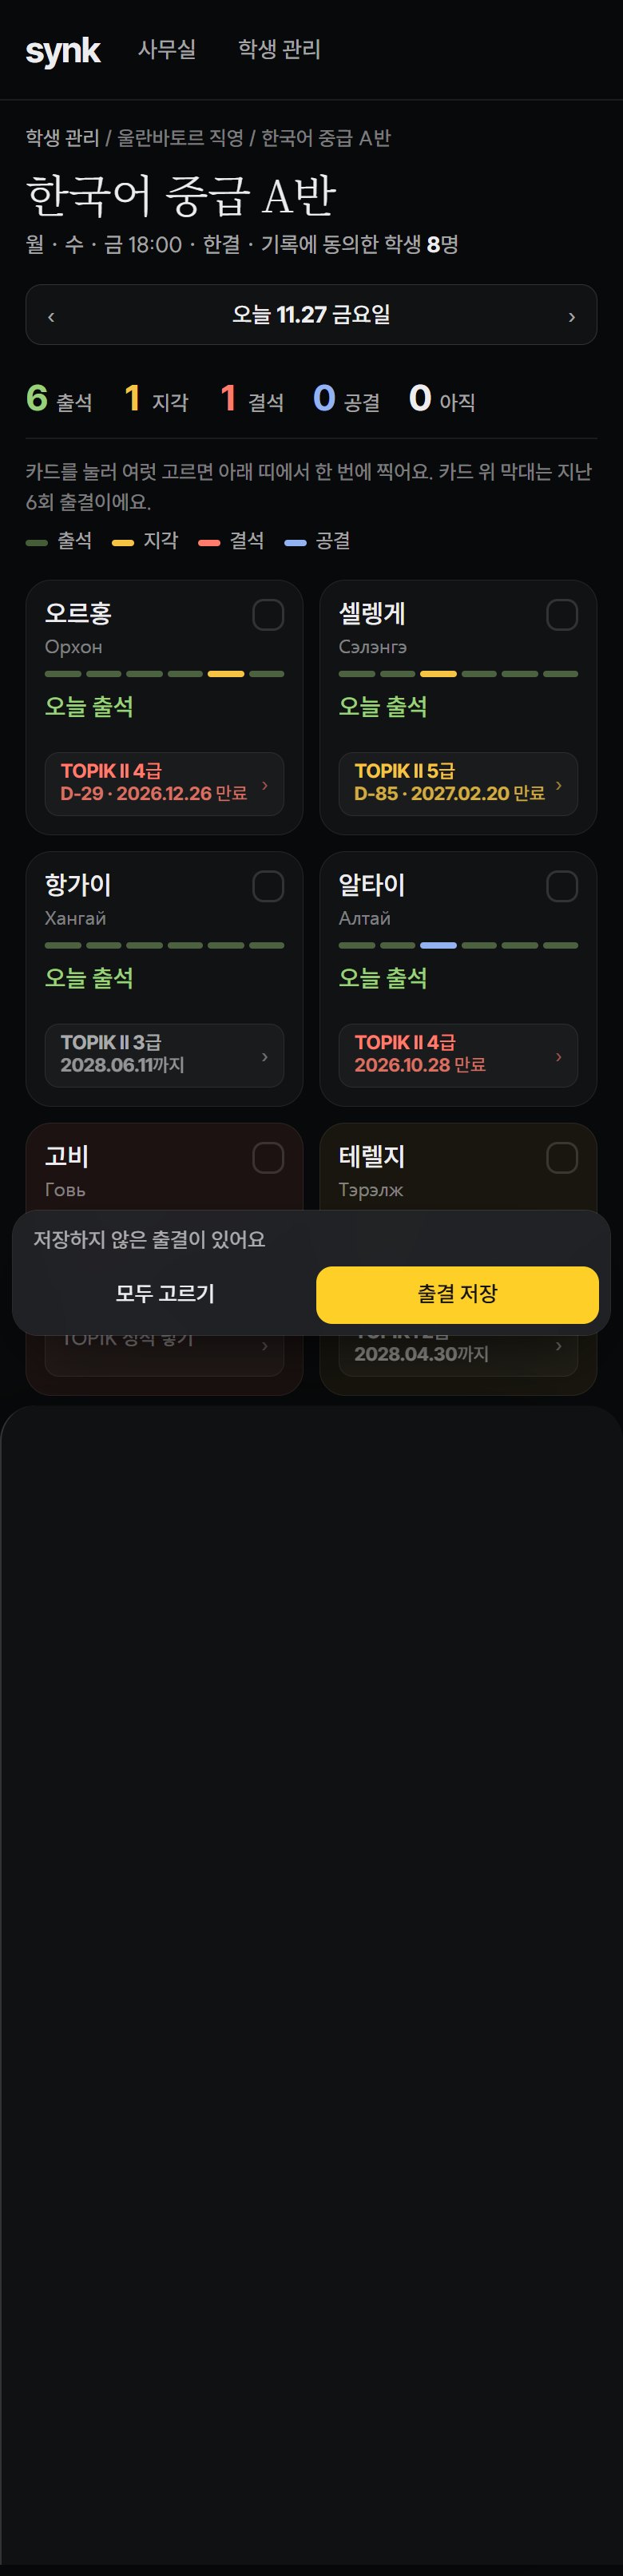 synk 사무실 학생 관리
학생 관리 / 울란바토르 직영 / 한국어 중급 A반
한국어 중급 A반
월 · 수 · 금 18:00 · 한결 · 기록에 동의한 학생 8명
‹ 오늘 11.27 금요일 ›
6 출석 1 지각 1 결석 0 공결 0 아직
카드를 눌러 여럿 고르면 아래 띠에서 한 번에 찍어요. 카드 위 막대는 지난
6회 출결이에요.
출석 지각 결석 공결
오르홍
Орхон
오늘 출석
TOPIK II 4급
D-29 · 2026.12.26 만료 ›
셀렝게
Сэлэнгэ
오늘 출석
TOPIK II 5급
D-85 · 2027.02.20 만료 ›
항가이
Хангай
오늘 출석
TOPIK II 3급
2028.06.11까지 ›
알타이
Алтай
오늘 출석
TOPIK II 4급
2026.10.28 만료 ›
고비
Говь
테렐지
Тэрэлж
저장하지 않은 출결이 있어요
모두 고르기 출결 저장
TOPIK
2028.04.30까지 ›